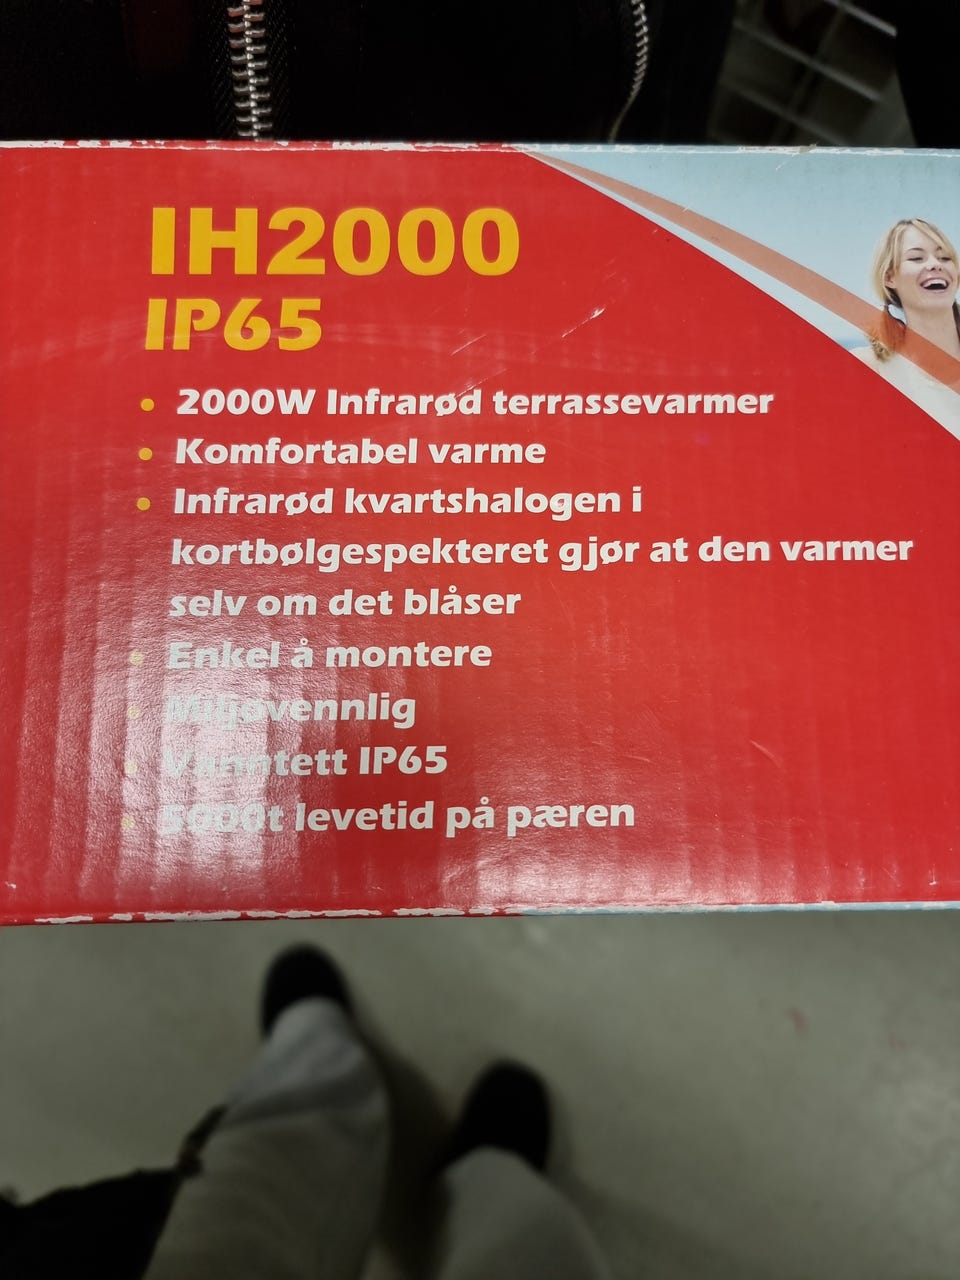 IH2000
IP65
• 2000W Infrarød terrassevarmer
• Komfortabel varme
• Infrarød kvartshalogen i
kortbølgespekteret gjør at den varmer
selv om det blåser
• Enkel å montere
• Miljøvennlig
• Vanntett IP65
• 5000t levetid på pæren